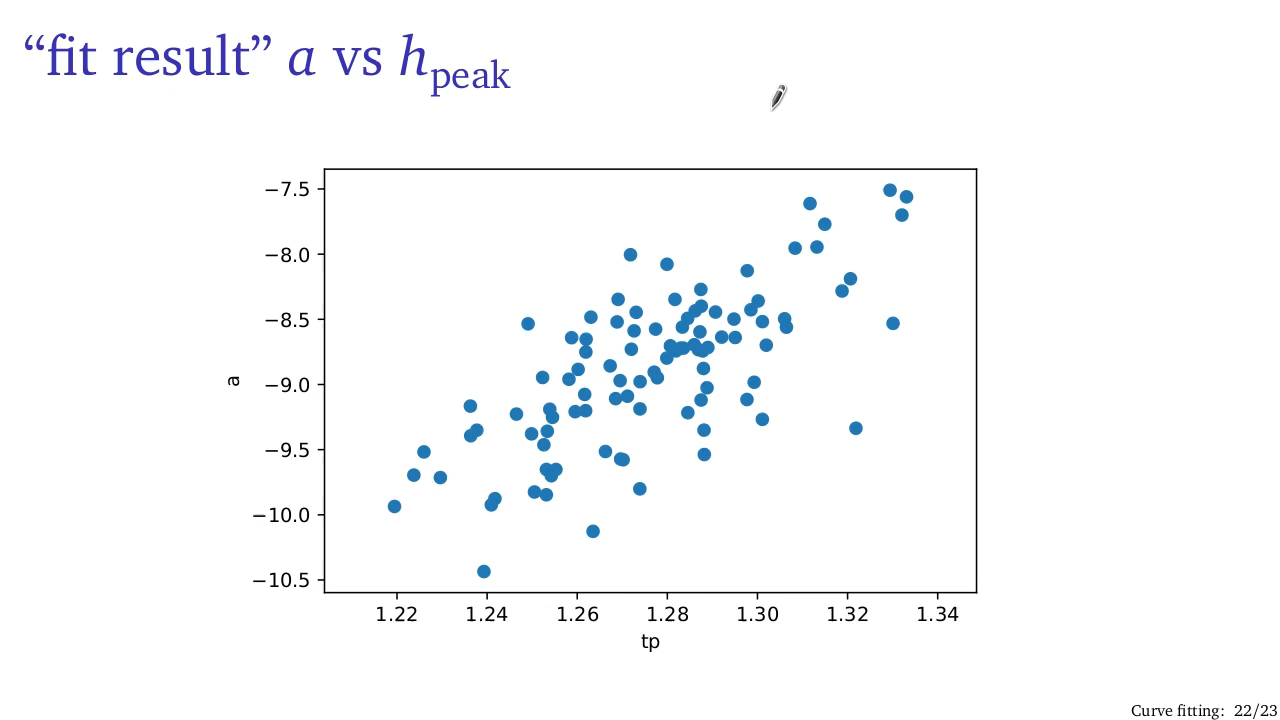 “fit result” a vs hpeak
−7.5
−8.0
−8.5
−9.0
−9.5
−10.0
−10.5
a
1.22 1.24 1.26 1.28 1.30 1.32 1.34
tp
Curve fitting: 22/23